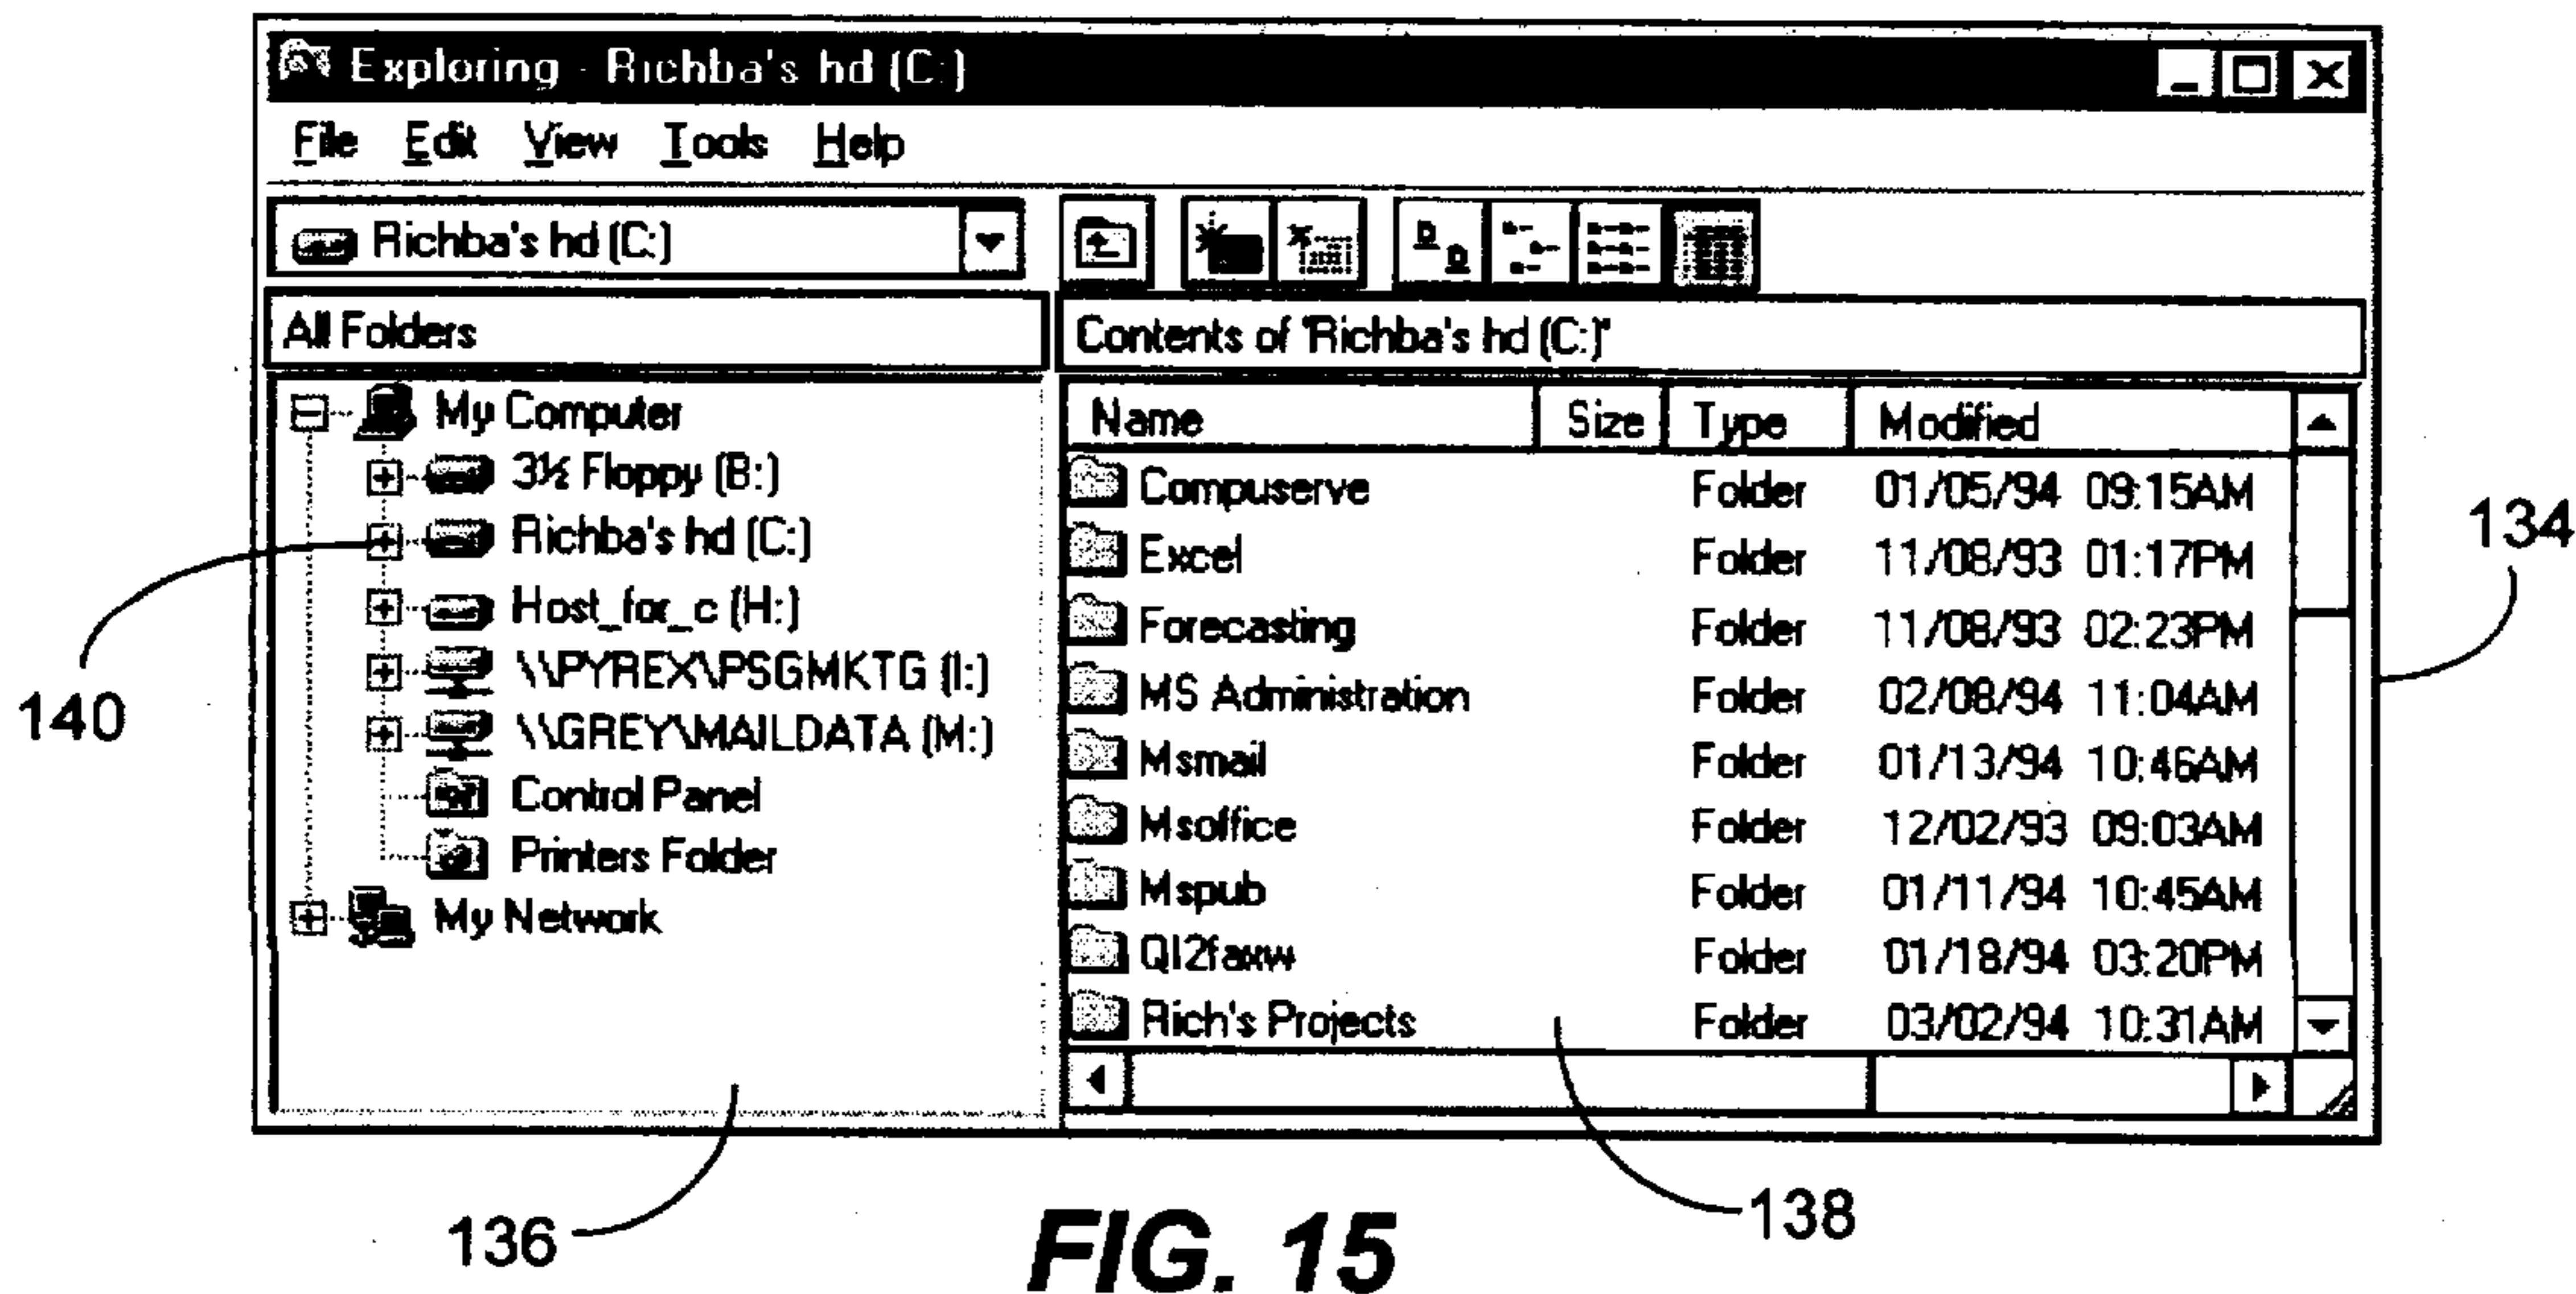 Exploring - Richba's hd (C:)
File Edit View Tools Help
Richba's hd (C:)
All Folders
Contents of 'Richba's hd (C:)'
My Computer
3½ Floppy (B:)
Richba's hd (C:)
Host_for_c (H:)
\\PYREX\PSGMKTG (I:)
\\GREY\MAILDATA (M:)
Control Panel
Printers Folder
My Network
Name Size Type Modified
Compuserve Folder 01/05/94 09:15AM
Excel Folder 11/08/93 01:17PM
Forecasting Folder 11/08/93 02:23PM
MS Administration Folder 02/08/94 11:04AM
Msmail Folder 01/13/94 10:46AM
Msoffice Folder 12/02/93 09:03AM
Mspub Folder 01/11/94 10:45AM
Ql2faxw Folder 01/18/94 03:20PM
Rich's Projects Folder 03/02/94 10:31AM
134
140
136
138
FIG. 15